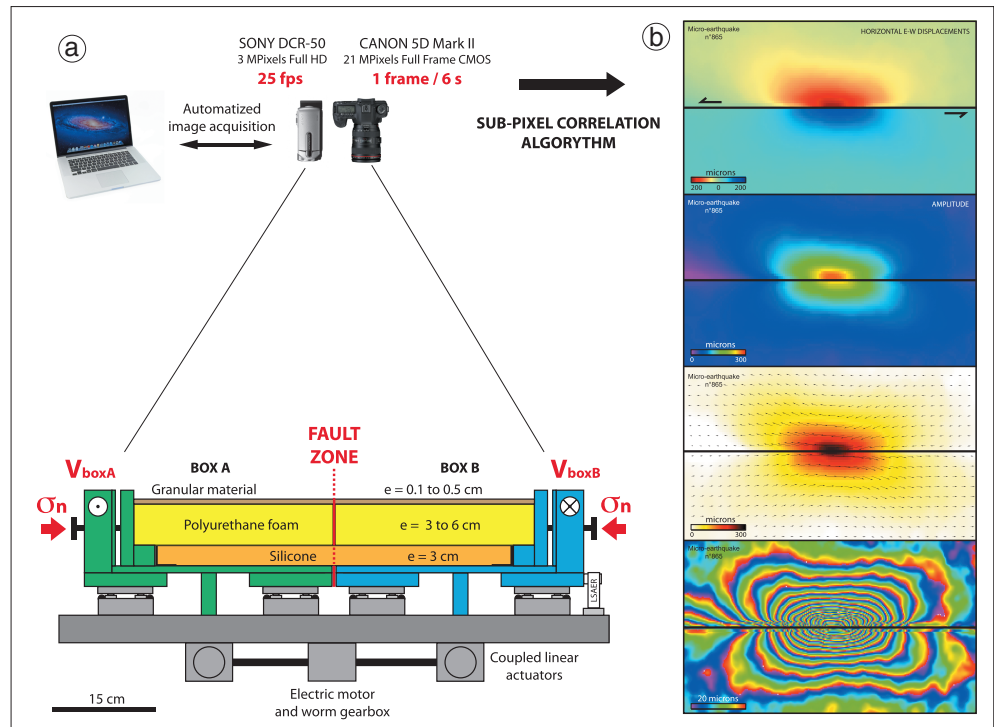 a
SONY DCR-50
3 MPixels Full HD
25 fps
CANON 5D Mark II
21 MPixels Full Frame CMOS
1 frame / 6 s
Automatized
image acquisition
SUB-PIXEL CORRELATION
ALGORYTHM
FAULT
ZONE
VboxA
BOX A
BOX B
VboxB
σn
Granular material
e = 0.1 to 0.5 cm
σn
Polyurethane foam
e = 3 to 6 cm
Silicone
e = 3 cm
LSAER
Coupled linear
actuators
Electric motor
and worm gearbox
15 cm
b
Micro-earthquake
n°865
HORIZONTAL E-W DISPLACEMENTS
microns
200 0 200
Micro-earthquake
n°865
AMPLITUDE
microns
0 300
Micro-earthquake
n°865
microns
0 300
Micro-earthquake
n°865
20 microns